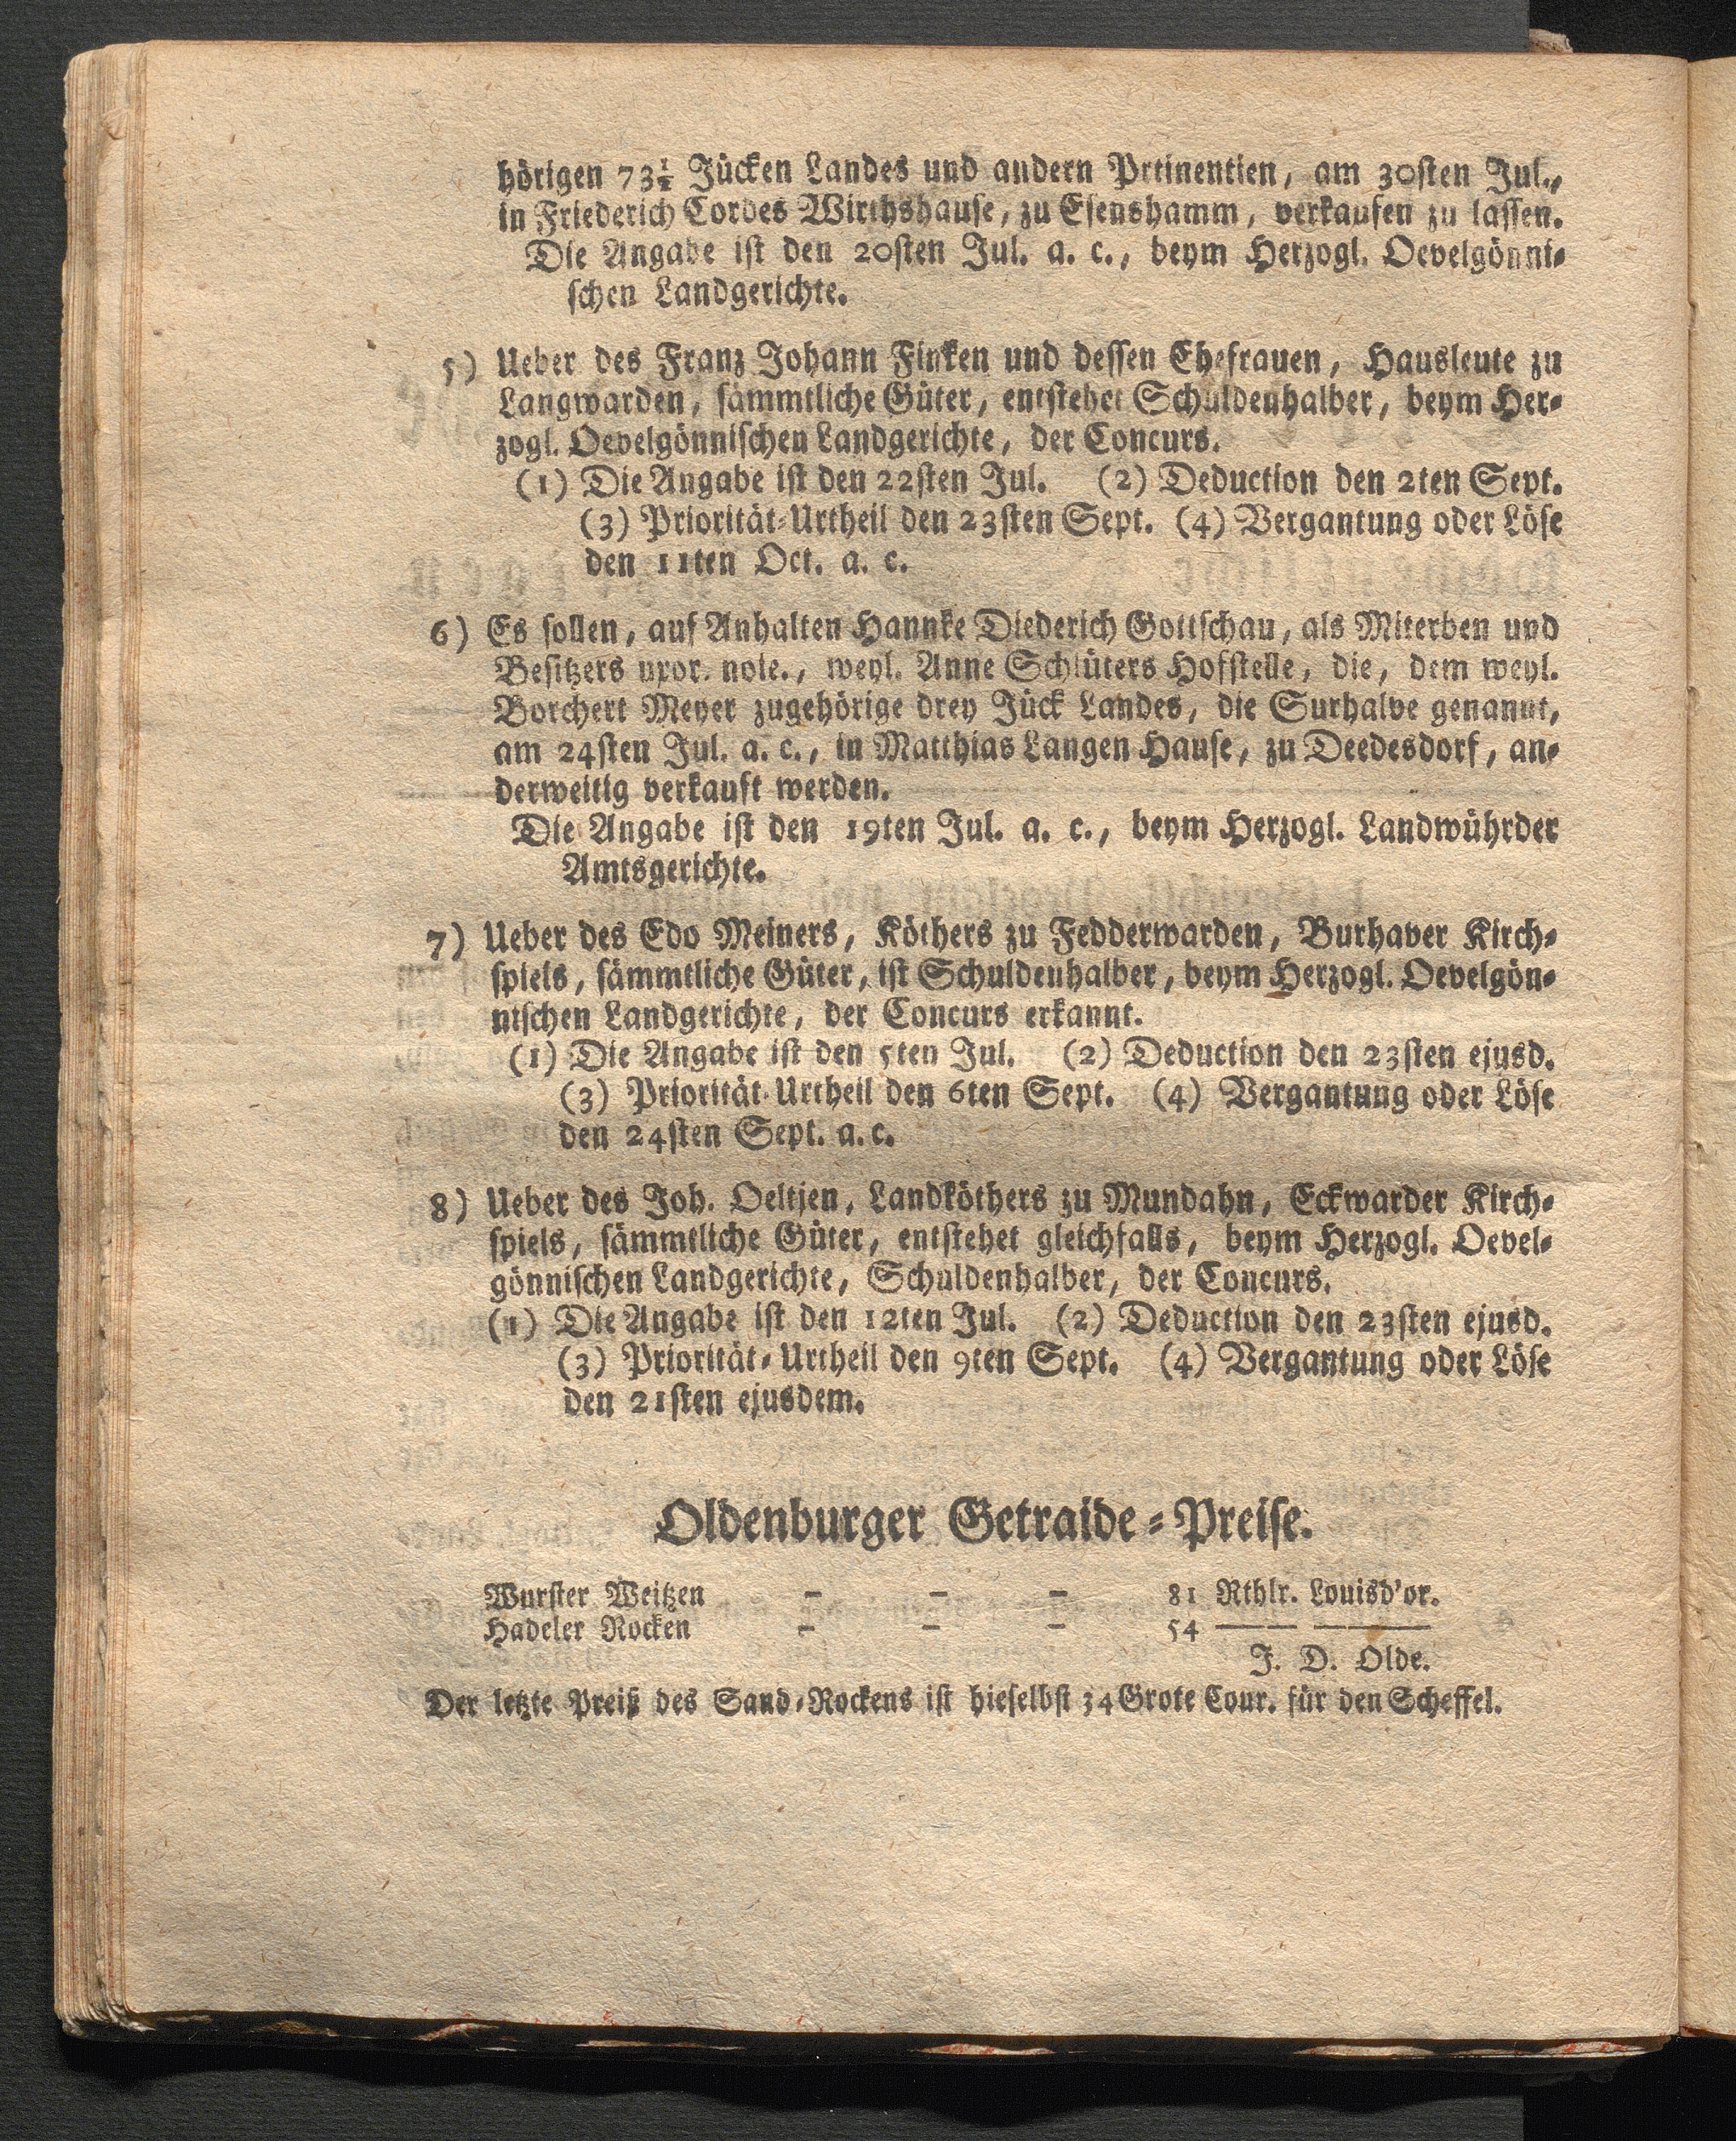 hörigen 73½ Jücken Landes und andern Prtinentien, am 30sten Jul.,
in Friederich Cordes Wirthshause, zu Esenshamm, verkaufen zu lassen.
Die Angabe ist den 20sten Jul. a. c., beym Herzogl. Oevelgönni-
schen Landgerichte.
5) Ueber des Franz Johann Finken und dessen Ehefrauen, Hausleute zu
Langwarden, sämmtliche Güter, entstehet Schuldenhalber, beym Her-
zogl. Oevelgönnischen Landgerichte, der Concurs.
(1) Die Angabe ist den 22sten Jul. (2) Deduction den 2ten Sept.
(3) Priorität-Urtheil den 23sten Sept. (4) Vergantung oder Löse
den 11ten Oct. a. c.
6) Es sollen, auf Anhalten Hannke Diederich Gottschau, als Miterben und
Besitzers uxor. noie., weyl. Anne Schlüters Hofstelle, die, dem weyl.
Borchert Meyer zugehörige drey Jück Landes, die Surhalve genannt,
am 24sten Jul. a. c., in Matthias Langen Hause, zu Deedesdorf, an-
derweitig verkauft werden.
Die Angabe ist den 19ten Jul. a. c., beym Herzogl. Landwührder
Amtsgerichte.
7) Ueber des Edo Meiners, Köthers zu Fedderwarden, Burhaver Kirch-
spiels, sämmtliche Güter, ist Schuldenhalber, beym Herzogl. Oevelgön-
nischen Landgerichte, der Concurs erkannt.
(1) Die Angabe ist den 5ten Jul. (2) Deduction den 23sten ejusd.
(3) Priorität-Urtheil den 6ten Sept. (4) Vergantung oder Löse
den 24sten Sept. a. c.
8) Ueber des Joh. Oeltjen, Landköthers zu Mundahn, Eckwarder Kirch-
spiels, sämmtliche Güter, entstehet gleichfalls, beym Herzogl. Oevel-
gönnischen Landgerichte, Schuldenhalber, der Concurs.
(1) Die Angabe ist den 12ten Jul. (2) Deduction den 23sten ejusd.
(3) Priorität-Urtheil den 9ten Sept. (4) Vergantung oder Löse
den 21sten ejusdem.
Oldenburger Getraide-Preise.
Wurster Weitzen – – – 81 Rthlr. Louisd'or.
Hadeler Rocken – – – 54 —— ———
J. D. Olde.
Der letzte Preiß des Sand-Rockens ist hieselbst 34 Grote Cour. für den Scheffel.